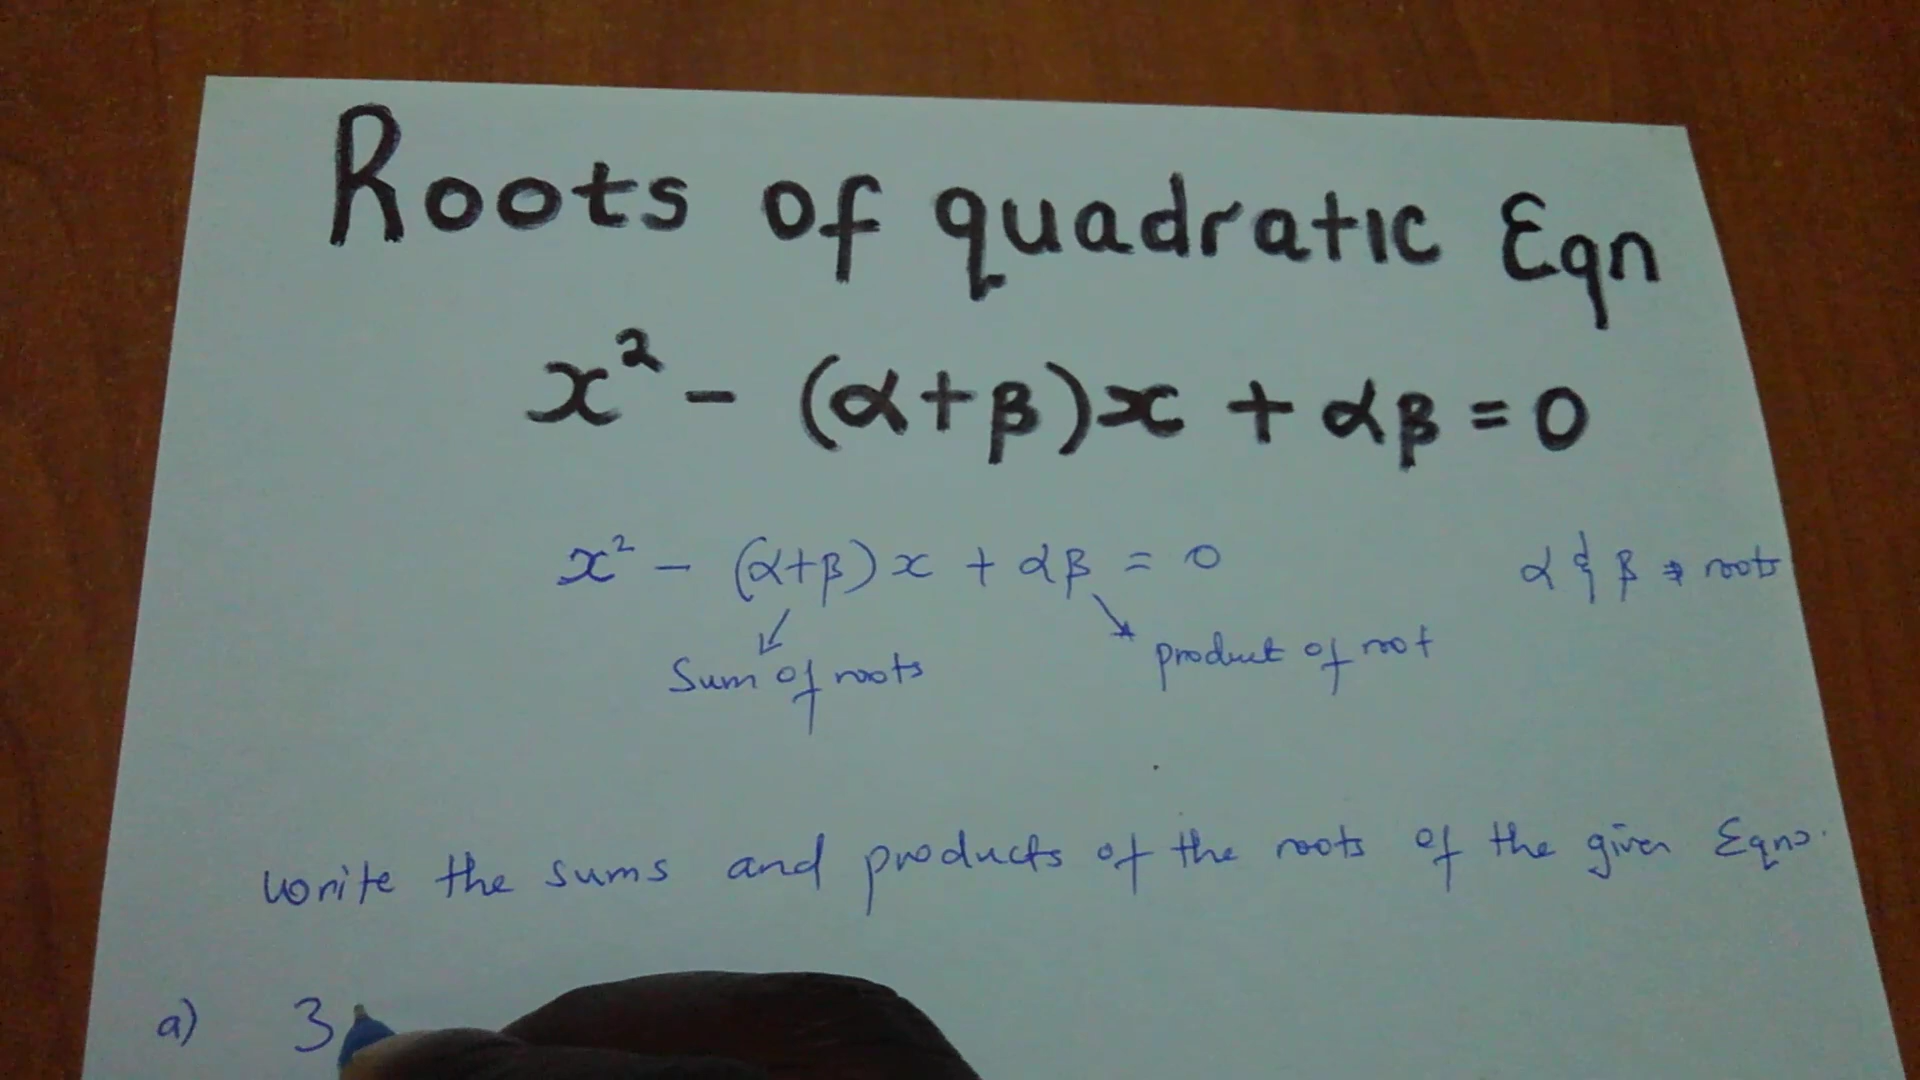 Roots of quadratic Eqn
x² - (α+β)x + αβ = 0
x² - (α+β)x + αβ = 0 α & β → roots
Sum of roots product of root
write the sums and products of the roots of the given Eqns.
a) 3